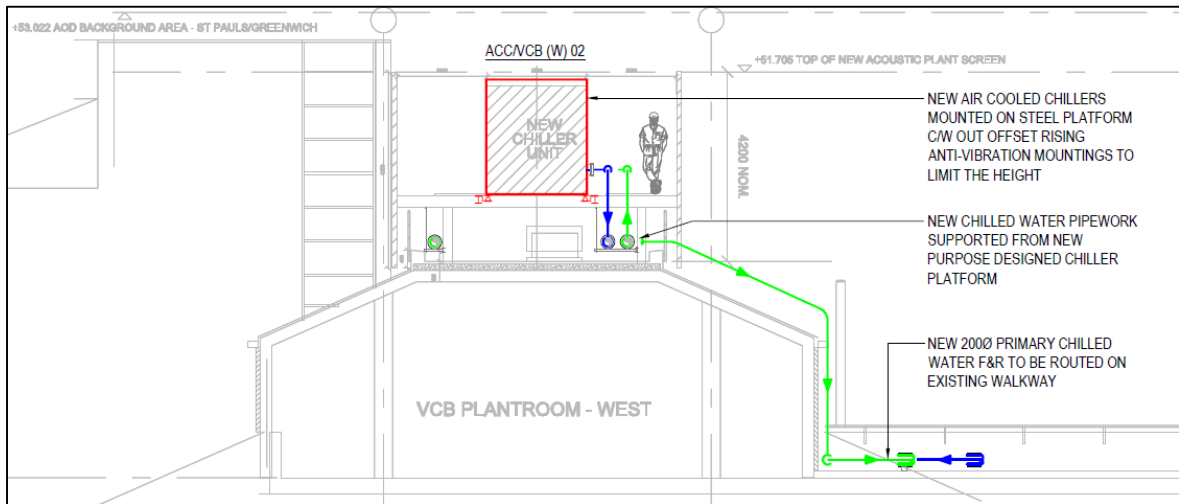 +53.022 AOD BACKGROUND AREA - ST PAULS/GREENWICH
ACC/VCB (W) 02
+51.705 TOP OF NEW ACOUSTIC PLANT SCREEN
NEW AIR COOLED CHILLERS
MOUNTED ON STEEL PLATFORM
C/W OUT OFFSET RISING
ANTI-VIBRATION MOUNTINGS TO
LIMIT THE HEIGHT
NEW
CHILLER
UNIT
4200 NOM.
NEW CHILLED WATER PIPEWORK
SUPPORTED FROM NEW
PURPOSE DESIGNED CHILLER
PLATFORM
NEW 200Ø PRIMARY CHILLED
WATER F&R TO BE ROUTED ON
EXISTING WALKWAY
VCB PLANTROOM - WEST